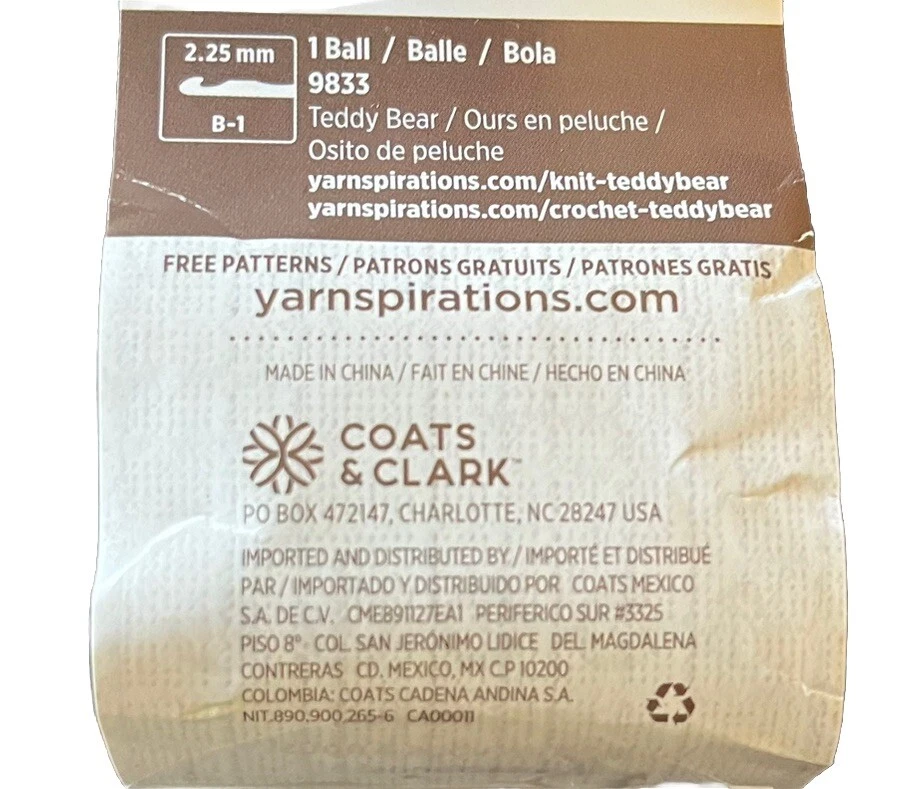 2.25 mm
B-1
1 Ball / Balle / Bola
9833
Teddy Bear / Ours en peluche /
Osito de peluche
yarnspirations.com/knit-teddybear
yarnspirations.com/crochet-teddybear
FREE PATTERNS / PATRONS GRATUITS / PATRONES GRATIS
yarnspirations.com
MADE IN CHINA / FAIT EN CHINE / HECHO EN CHINA
COATS
& CLARK™
PO BOX 472147, CHARLOTTE, NC 28247 USA
IMPORTED AND DISTRIBUTED BY / IMPORTÉ ET DISTRIBUÉ
PAR / IMPORTADO Y DISTRIBUIDO POR COATS MEXICO
S.A. DE C.V. CME891127EA1 PERIFERICO SUR #3325
PISO 8° - COL. SAN JERÓNIMO LIDICE DEL MAGDALENA
CONTRERAS CD. MEXICO, MX C.P 10200
COLOMBIA: COATS CADENA ANDINA S.A.
NIT.890,900,265-6 CA00011